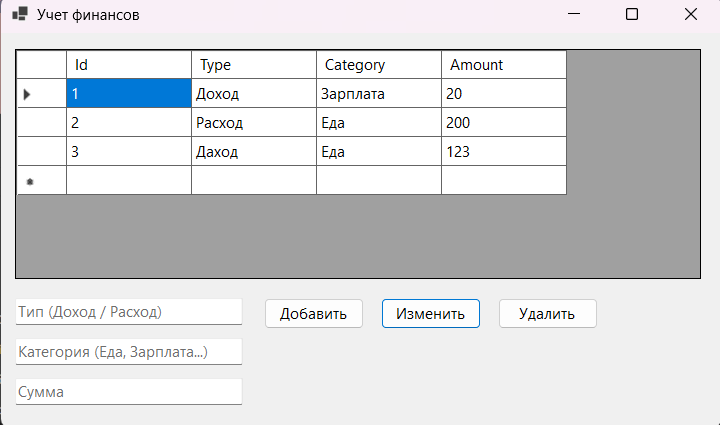 Учет финансов
Id Type Category Amount
1 Доход Зарплата 20
2 Расход Еда 200
3 Даход Еда 123
Тип (Доход / Расход) Добавить Изменить Удалить
Категория (Еда, Зарплата...)
Сумма